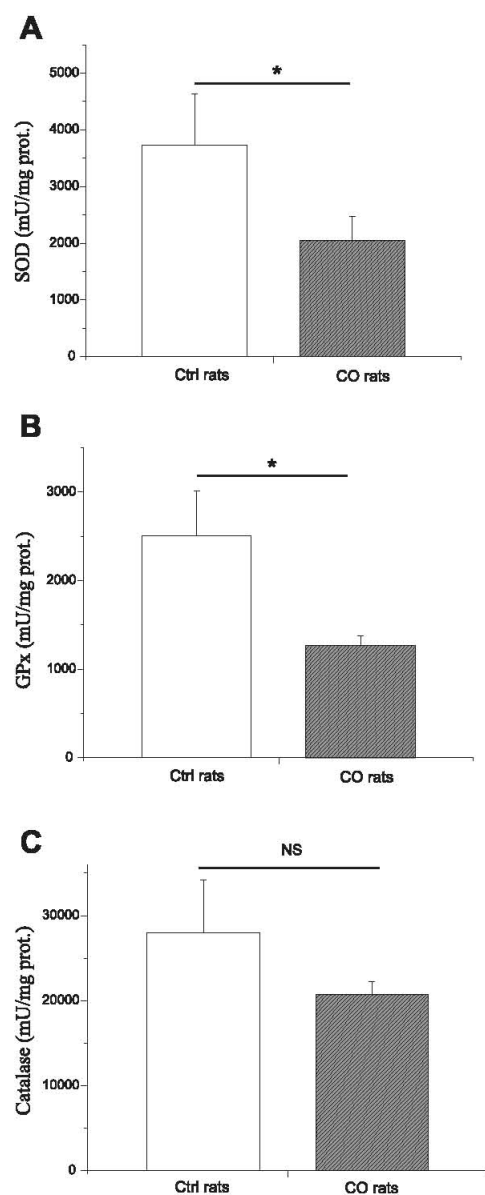 A
SOD (mU/mg prot.)
5000
4000
3000
2000
1000
0
*
Ctrl rats
CO rats
B
GPx (mU/mg prot.)
3000
2000
1000
0
*
Ctrl rats
CO rats
C
Catalase (mU/mg prot.)
30000
20000
10000
0
NS
Ctrl rats
CO rats